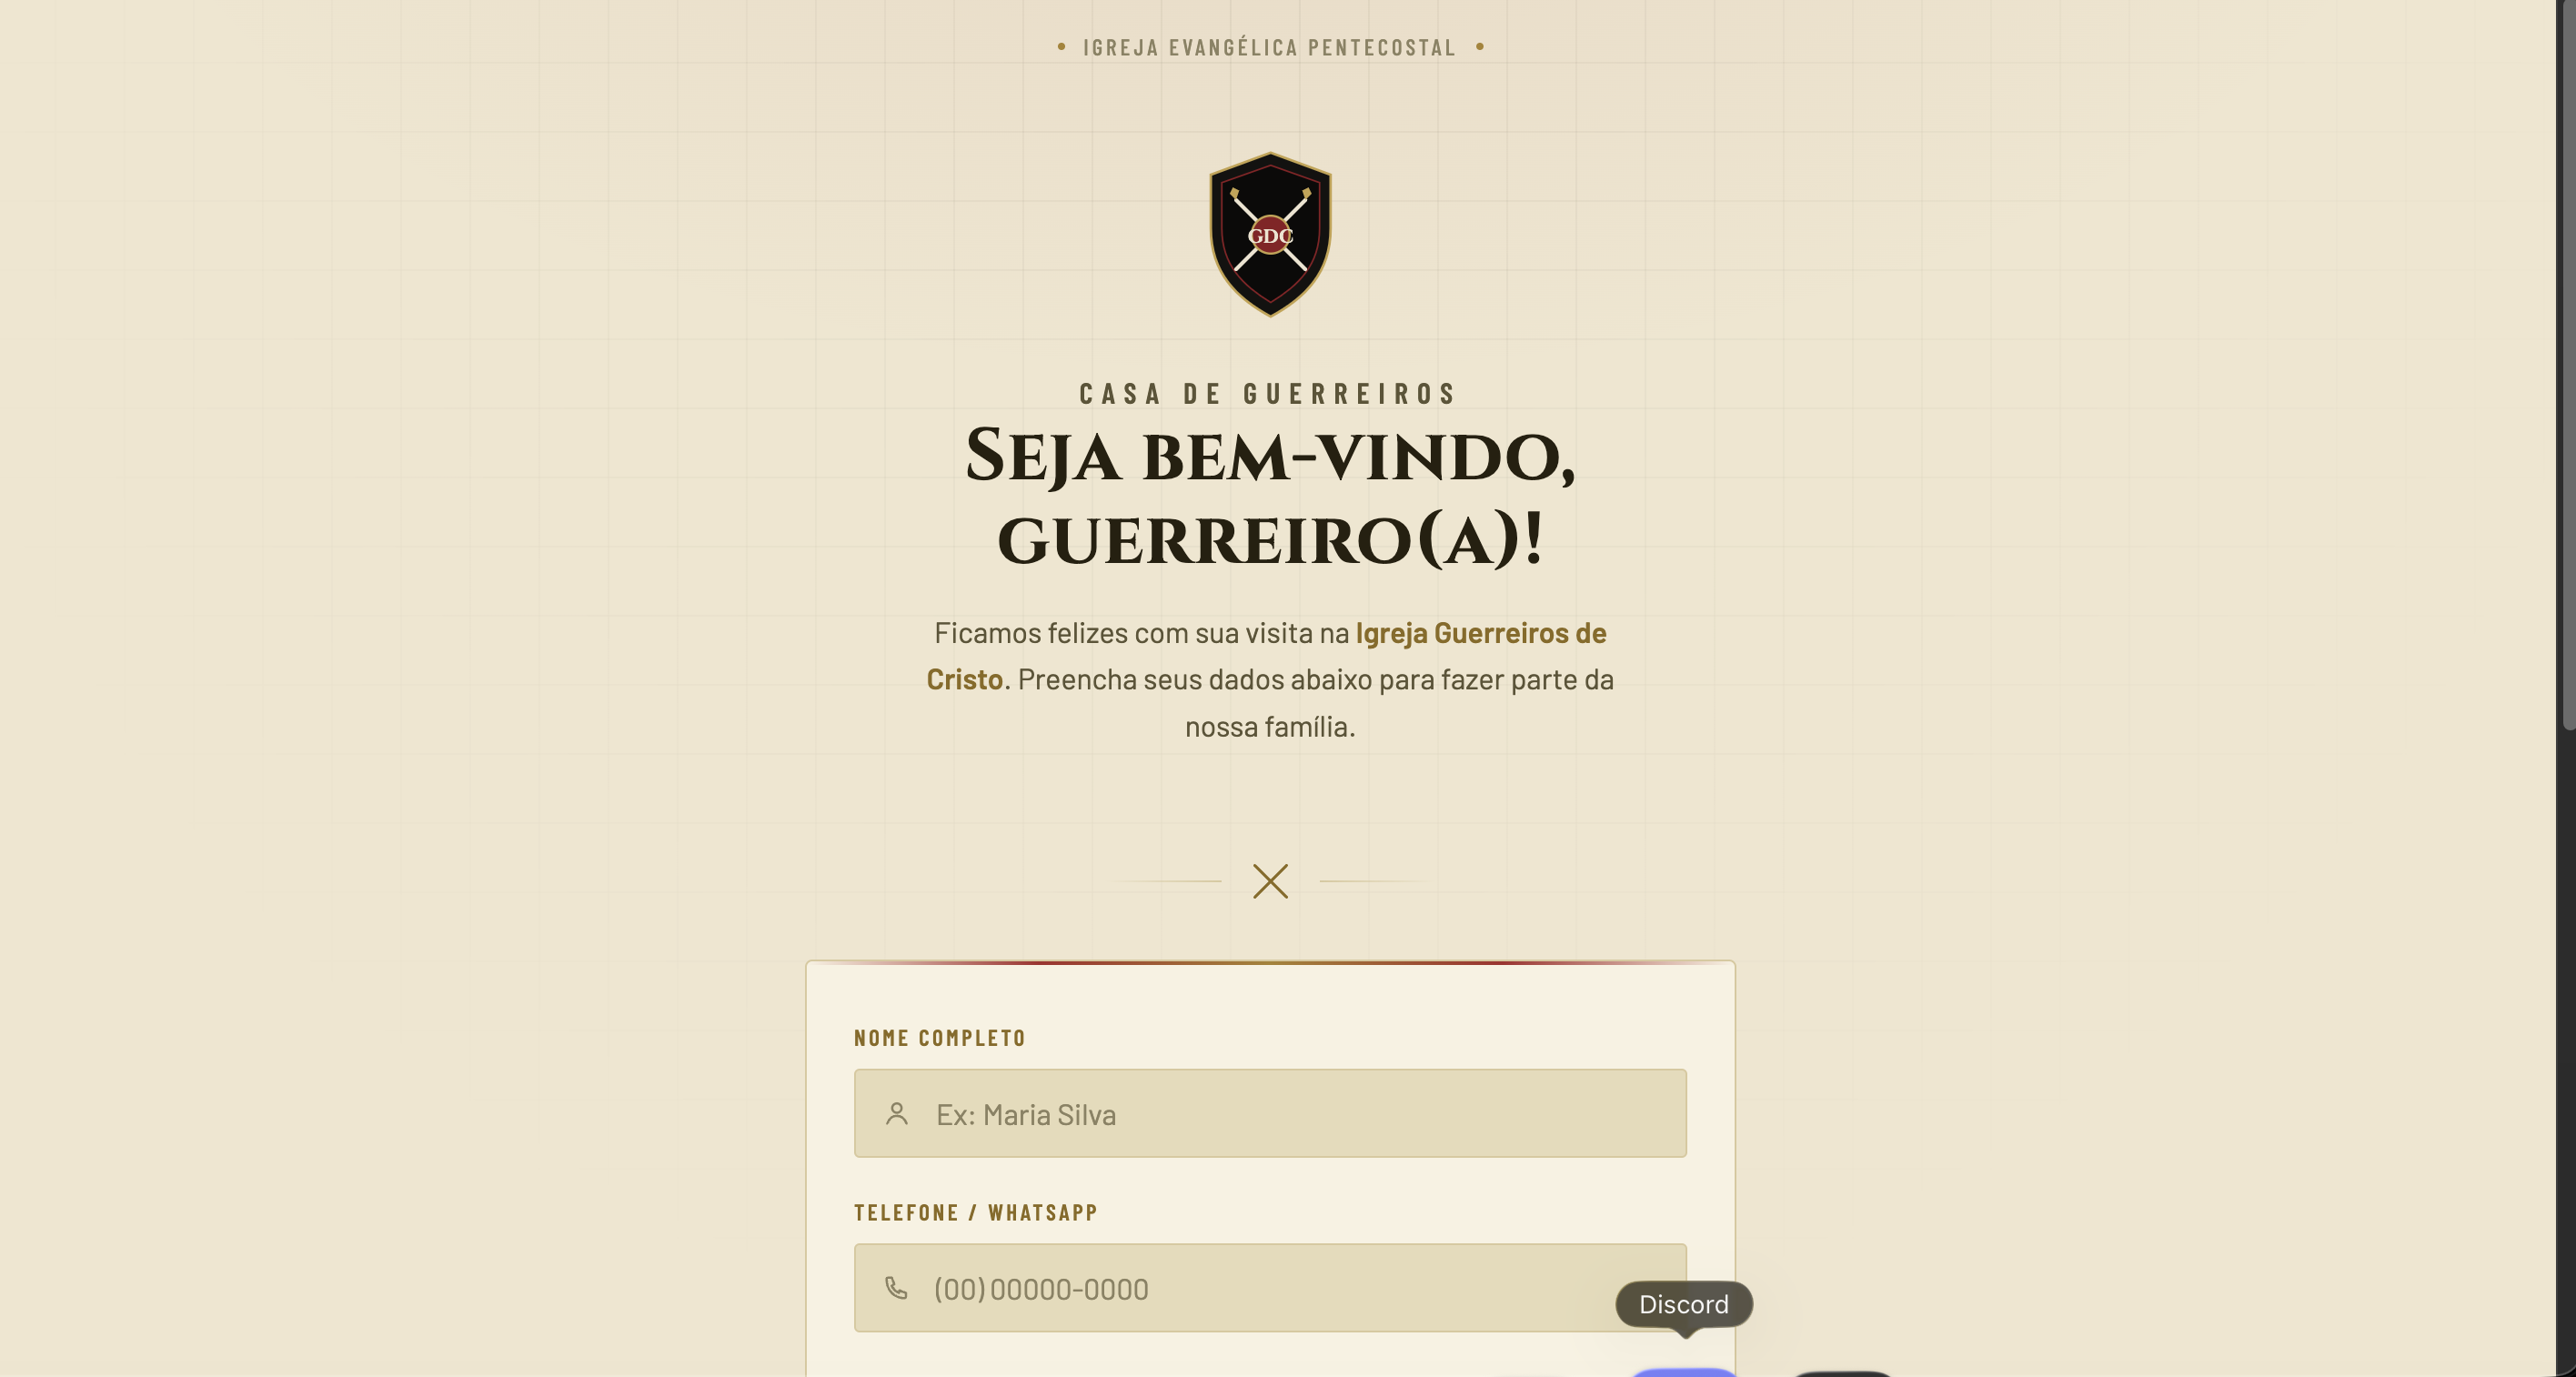 IGREJA EVANGÉLICA PENTECOSTAL
GDC
CASA DE GUERREIROS
Seja bem-vindo,
guerreiro(a)!
Ficamos felizes com sua visita na Igreja Guerreiros de
Cristo. Preencha seus dados abaixo para fazer parte da
nossa família.
NOME COMPLETO
Ex: Maria Silva
TELEFONE / WHATSAPP
(00) 00000-0000
Discord